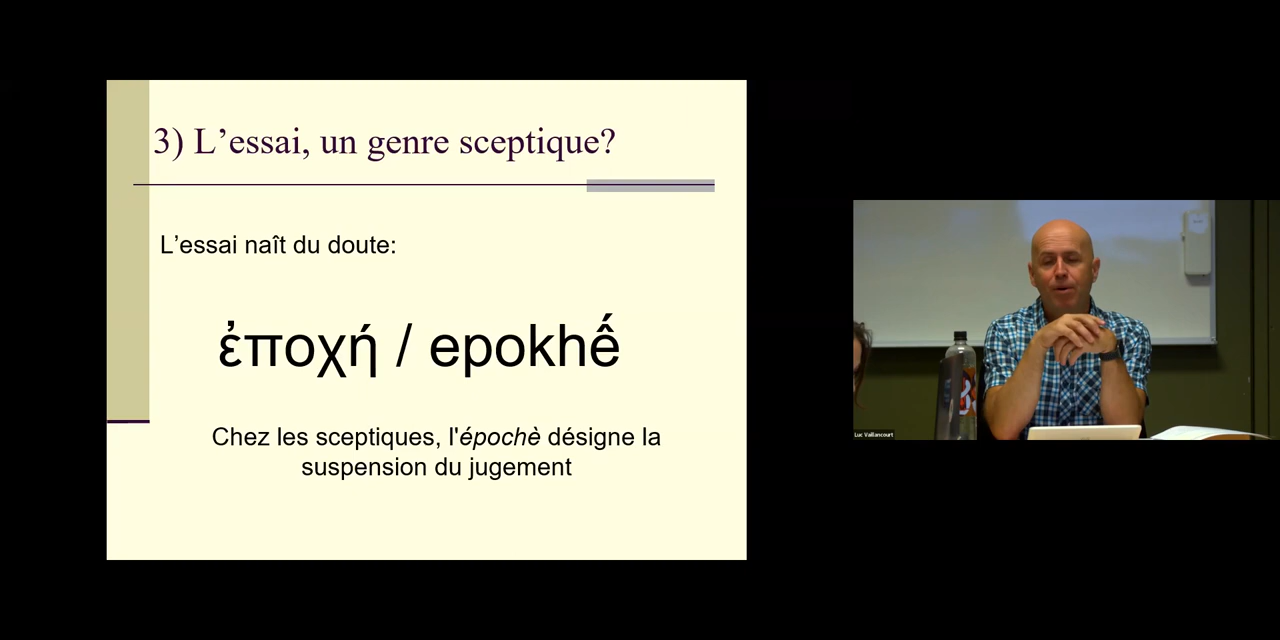 3) L’essai, un genre sceptique?
L’essai naît du doute:
ἐποχή / epokhế
Chez les sceptiques, l'épochè désigne la
suspension du jugement
Luc Vaillancourt